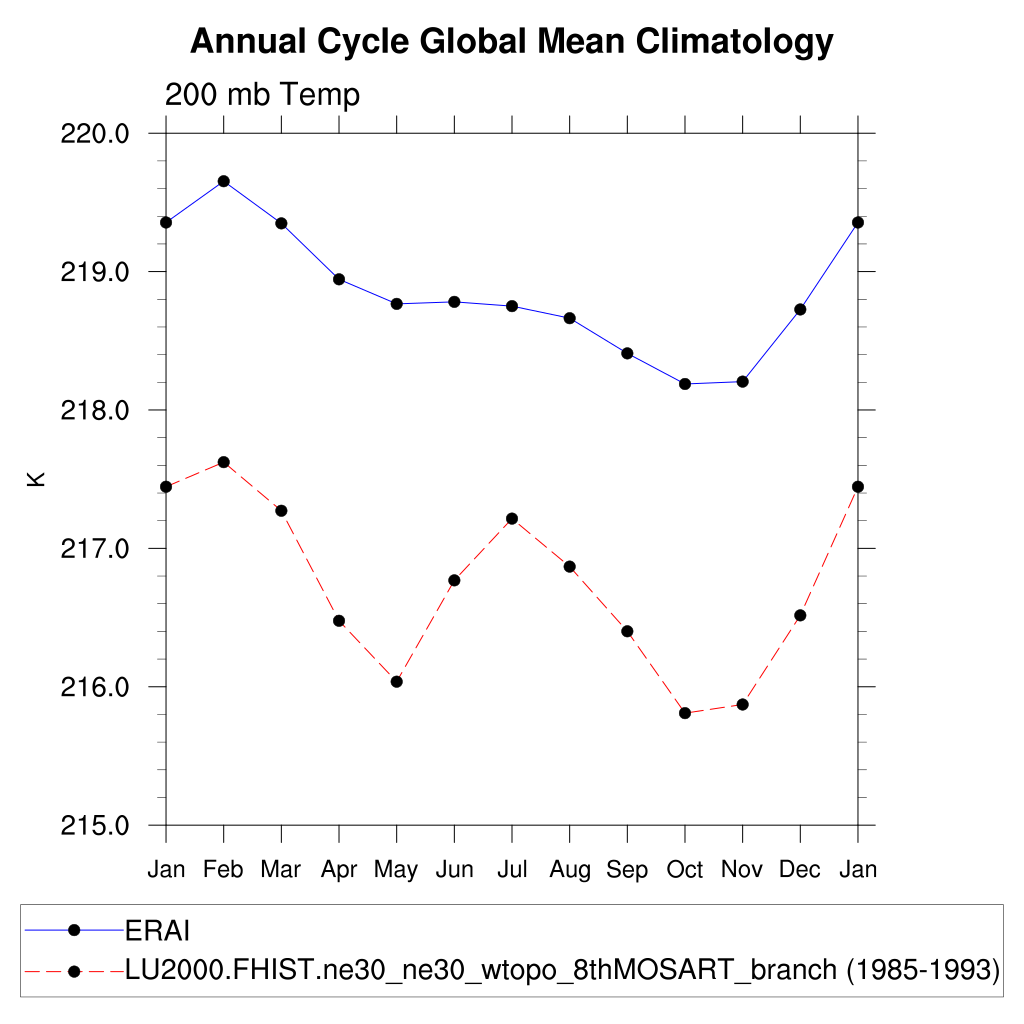 Annual Cycle Global Mean Climatology
200 mb Temp
220.0
219.0
218.0
217.0
216.0
215.0
K
Jan Feb Mar Apr May Jun Jul Aug Sep Oct Nov Dec Jan
ERAI
LU2000.FHIST.ne30_ne30_wtopo_8thMOSART_branch (1985-1993)